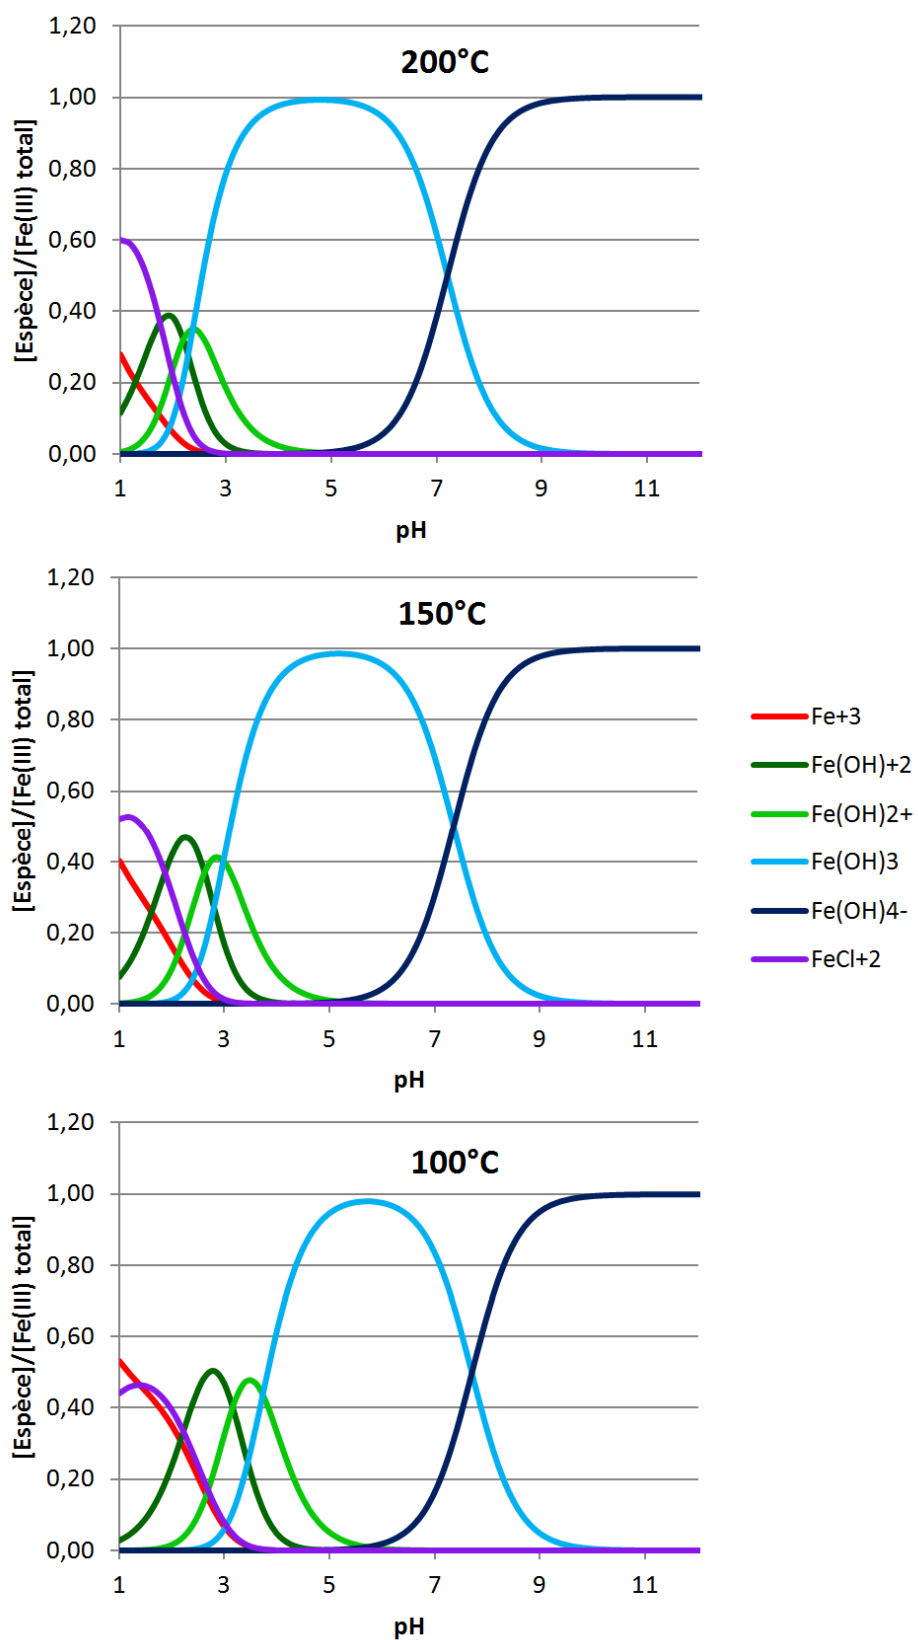 200°C
[Espèce]/[Fe(III) total]
1,20
1,00
0,80
0,60
0,40
0,20
0,00
1 3 5 7 9 11
pH
150°C
[Espèce]/[Fe(III) total]
1,20
1,00
0,80
0,60
0,40
0,20
0,00
1 3 5 7 9 11
pH
Fe+3
Fe(OH)+2
Fe(OH)2+
Fe(OH)3
Fe(OH)4-
FeCl+2
100°C
[Espèce]/[Fe(III) total]
1,20
1,00
0,80
0,60
0,40
0,20
0,00
1 3 5 7 9 11
pH